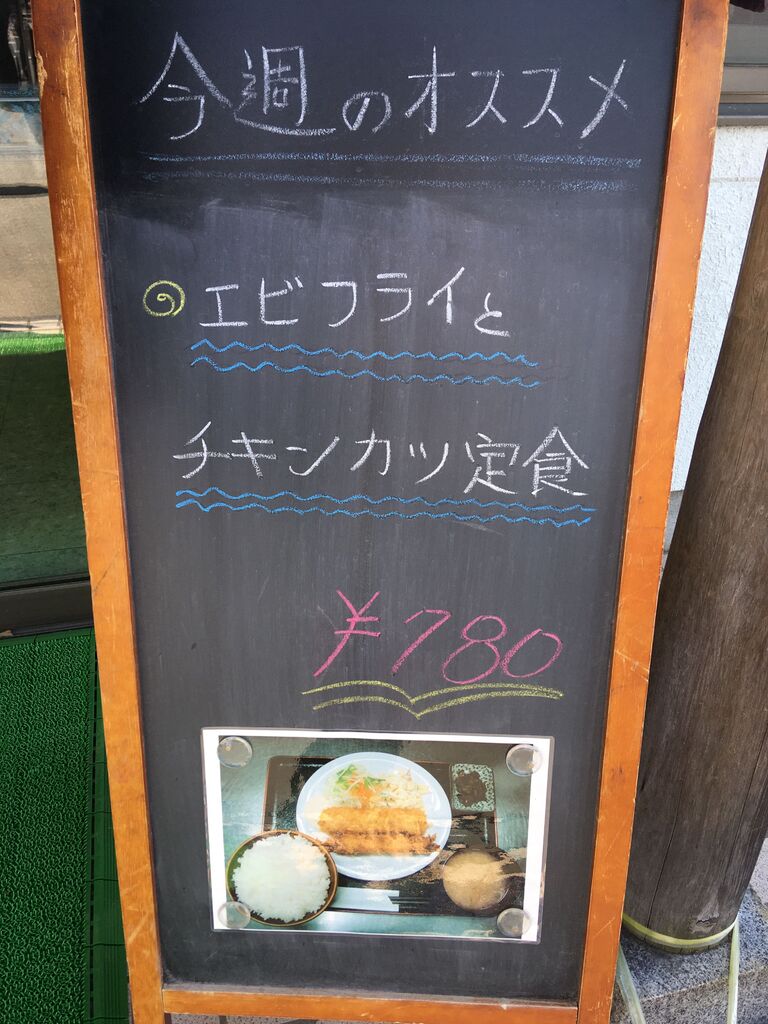 今週のオススメ
エビフライと
チキンカツ定食
¥780